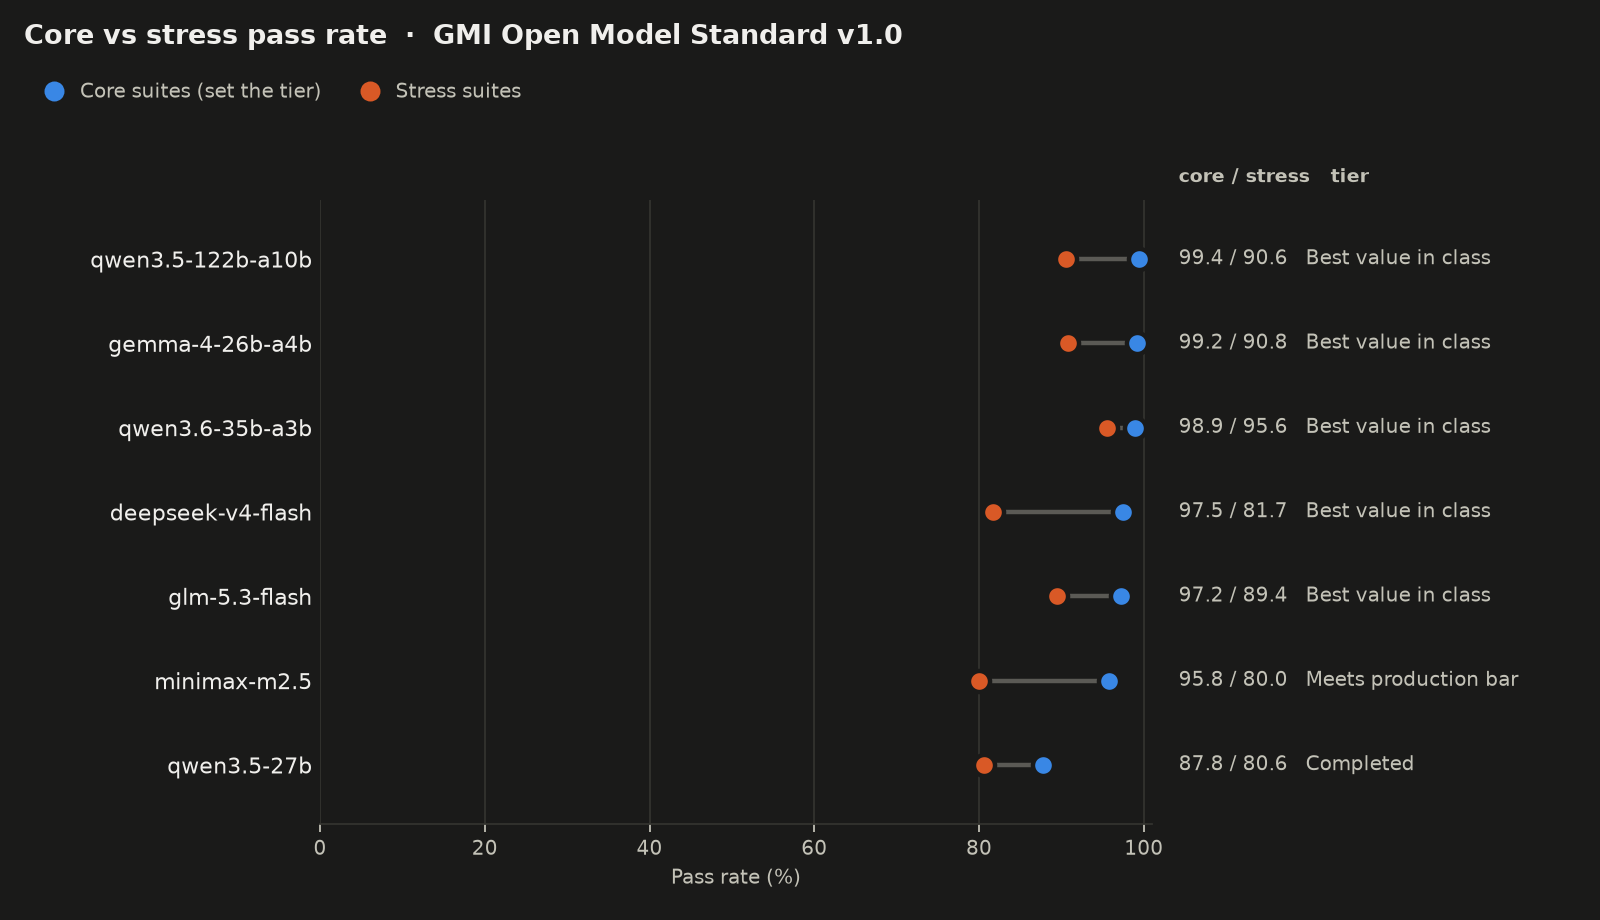 Core vs stress pass rate · GMI Open Model Standard v1.0
Core suites (set the tier) Stress suites
core / stress tier
qwen3.5-122b-a10b 99.4 / 90.6 Best value in class
gemma-4-26b-a4b 99.2 / 90.8 Best value in class
qwen3.6-35b-a3b 98.9 / 95.6 Best value in class
deepseek-v4-flash 97.5 / 81.7 Best value in class
glm-5.3-flash 97.2 / 89.4 Best value in class
minimax-m2.5 95.8 / 80.0 Meets production bar
qwen3.5-27b 87.8 / 80.6 Completed
0 20 40 60 80 100
Pass rate (%)